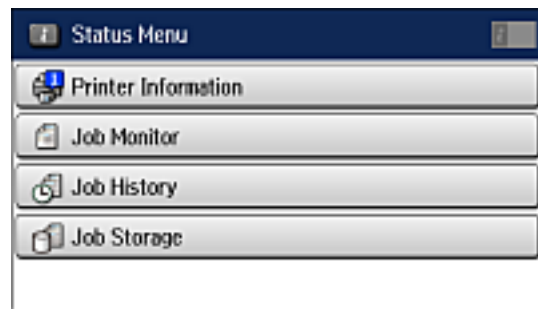 Status Menu
Printer Information
Job Monitor
Job History
Job Storage